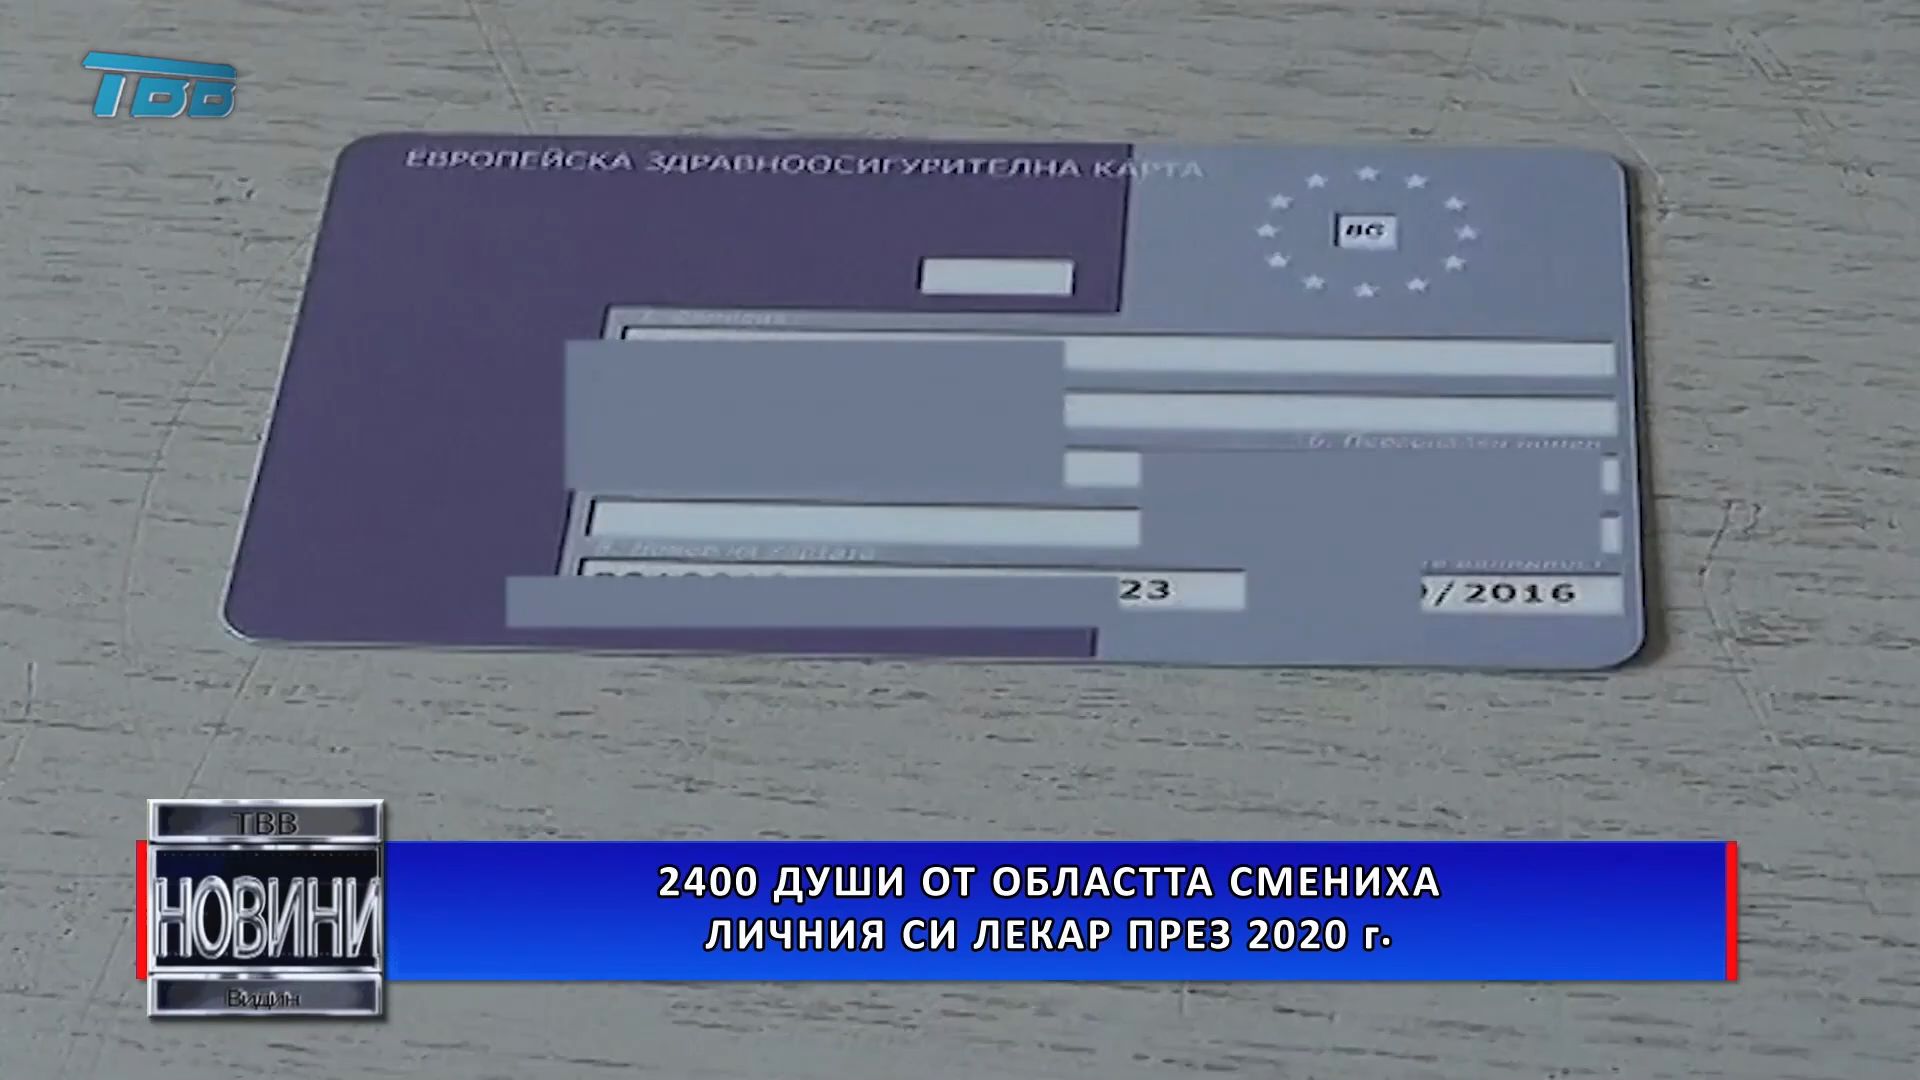 ТВВ
ЕВРОПЕЙСКА ЗДРАВНООСИГУРИТЕЛНА КАРТА
BG
23
/2016
ТВВ
НОВИНИ
Видин
2400 ДУШИ ОТ ОБЛАСТТА СМЕНИХА
ЛИЧНИЯ СИ ЛЕКАР ПРЕЗ 2020 г.